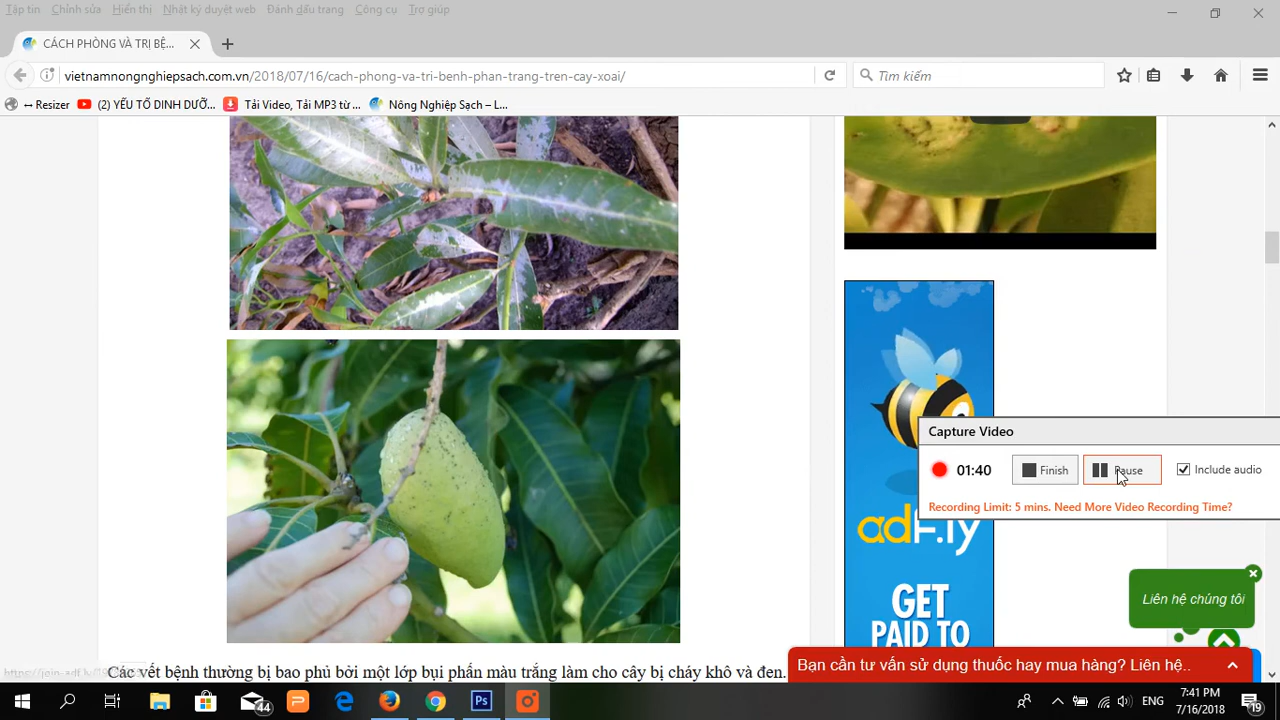 Tập tin Chỉnh sửa Hiển thị Nhật ký duyệt web Đánh dấu trang Công cụ Trợ giúp
CÁCH PHÒNG VÀ TRỊ BỆ...
vietnamnongnghiepsach.com.vn/2018/07/16/cach-phong-va-tri-benh-phan-trang-tren-cay-xoai/
Tìm kiếm
↔ Resizer
(2) YẾU TỐ DINH DƯỠ...
Tải Video, Tải MP3 từ ...
Nông Nghiệp Sạch – L...
Capture Video
01:40
Finish
Pause
Include audio
Recording Limit: 5 mins. Need More Video Recording Time?
adf.ly
GET
PAID TO
Liên hệ chúng tôi
Các vết bệnh thường bị bao phủ bởi một lớp bụi phấn màu trắng làm cho cây bị cháy khô và đen.
Bạn cần tư vấn sử dụng thuốc hay mua hàng? Liên hệ..
44
Ps
ENG
7:41 PM
7/16/2018
19